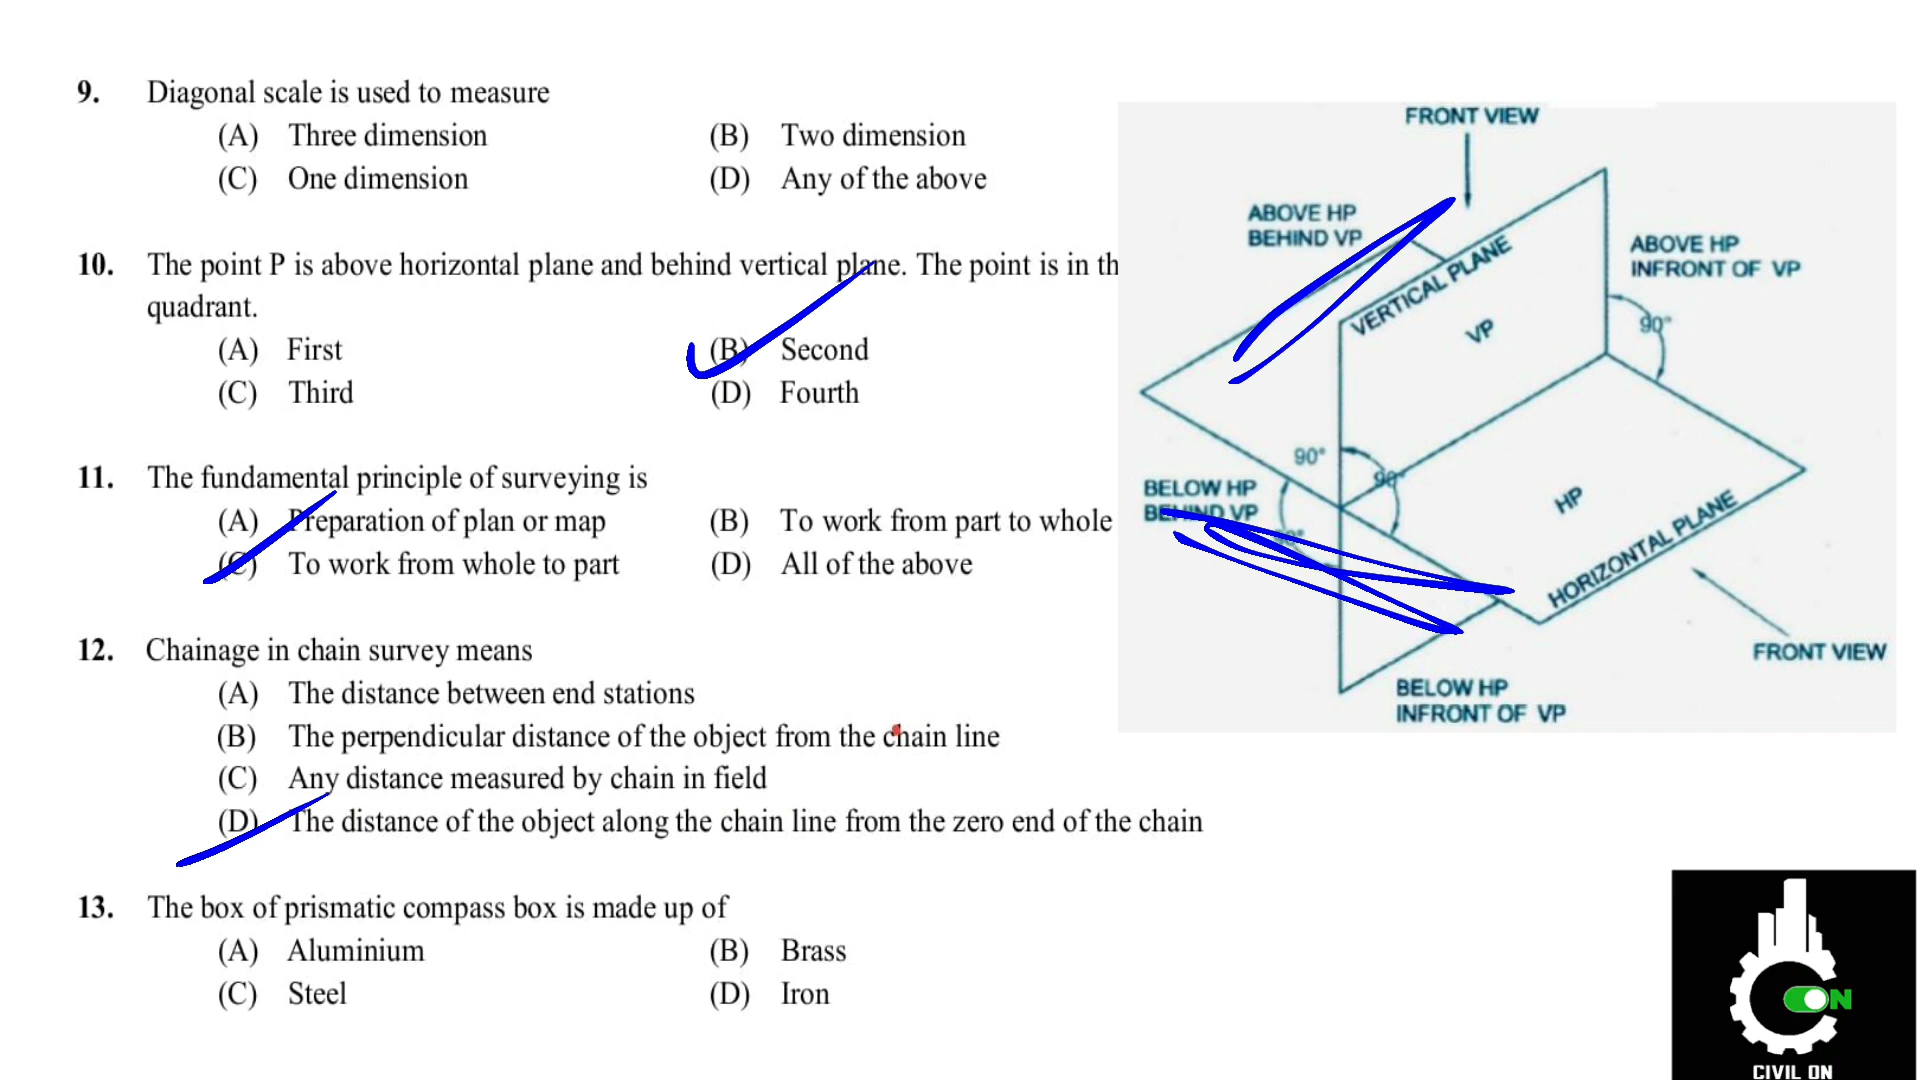 9. Diagonal scale is used to measure
(A) Three dimension (B) Two dimension
(C) One dimension (D) Any of the above
10. The point P is above horizontal plane and behind vertical plane. The point is in th
quadrant.
(A) First (B) Second
(C) Third (D) Fourth
11. The fundamental principle of surveying is
(A) Preparation of plan or map (B) To work from part to whole
(C) To work from whole to part (D) All of the above
12. Chainage in chain survey means
(A) The distance between end stations
(B) The perpendicular distance of the object from the chain line
(C) Any distance measured by chain in field
(D) The distance of the object along the chain line from the zero end of the chain
13. The box of prismatic compass box is made up of
(A) Aluminium (B) Brass
(C) Steel (D) Iron
FRONT VIEW
ABOVE HP
BEHIND VP
VERTICAL PLANE
VP
ABOVE HP
INFRONT OF VP
90°
90°
90°
BELOW HP
BEHIND VP
90°
HP
HORIZONTAL PLANE
FRONT VIEW
BELOW HP
INFRONT OF VP
ON
CIVIL ON